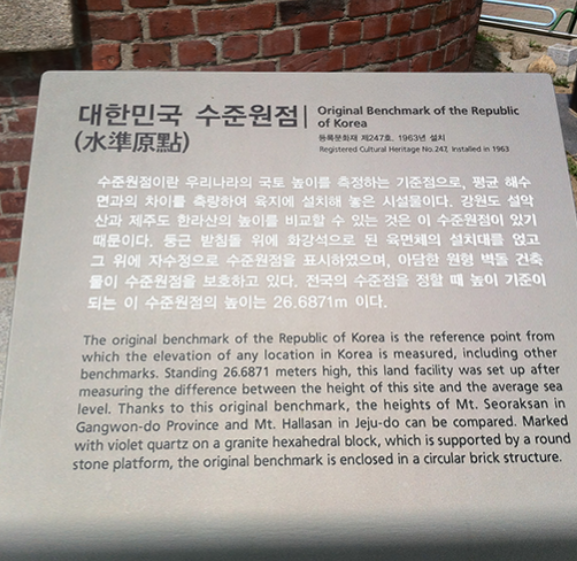 대한민국 수준원점
(水準原點)
Original Benchmark of the Republic
of Korea
등록문화재 제247호, 1963년 설치
Registered Cultural Heritage No.247, Installed in 1963
수준원점이란 우리나라의 국토 높이를 측정하는 기준점으로, 평균 해수
면과의 차이를 측량하여 육지에 설치해 놓은 시설물이다. 강원도 설악
산과 제주도 한라산의 높이를 비교할 수 있는 것은 이 수준원점이 있기
때문이다. 둥근 받침돌 위에 화강석으로 된 육면체의 설치대를 얹고
그 위에 자수정으로 수준원점을 표시하였으며, 아담한 원형 벽돌 건축
물이 수준원점을 보호하고 있다. 전국의 수준점을 정할 때 높이 기준이
되는 이 수준원점의 높이는 26.6871m 이다.
The original benchmark of the Republic of Korea is the reference point from
which the elevation of any location in Korea is measured, including other
benchmarks. Standing 26.6871 meters high, this land facility was set up after
measuring the difference between the height of this site and the average sea
level. Thanks to this original benchmark, the heights of Mt. Seoraksan in
Gangwon-do Province and Mt. Hallasan in Jeju-do can be compared. Marked
with violet quartz on a granite hexahedral block, which is supported by a round
stone platform, the original benchmark is enclosed in a circular brick structure.